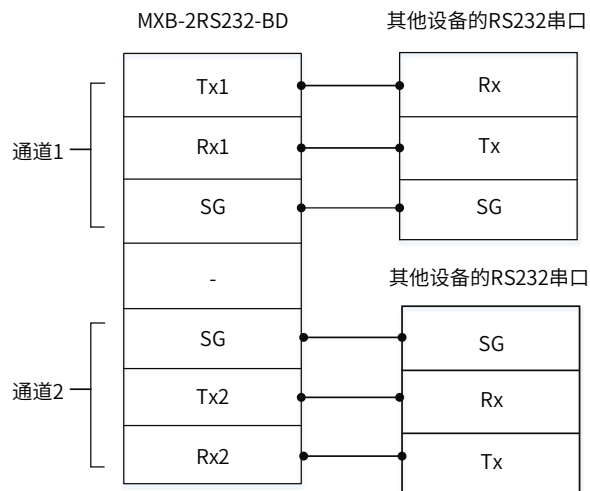 MXB-2RS232-BD
其他设备的RS232串口
通道1
Tx1
Rx
Rx1
Tx
SG
SG
-
其他设备的RS232串口
通道2
SG
SG
Tx2
Rx
Rx2
Tx